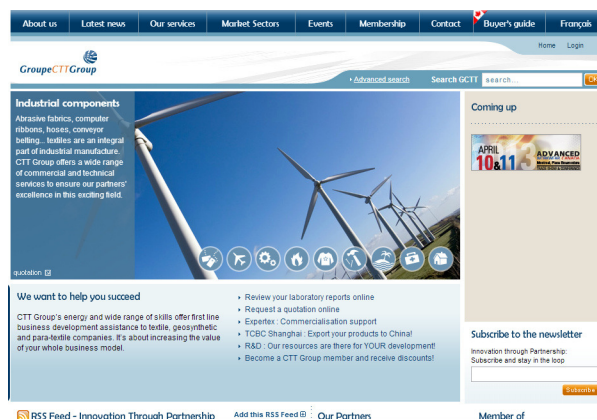 About us Latest news Our services Market Sectors Events Membership Contact Buyer's guide Français
Home Login
GroupeCTTGroup
Advanced search Search GCTT search...
Industrial components
Abrasive fabrics, computer
ribbons, hoses, conveyor
belting... textiles are an integral
part of industrial manufacture.
CTT Group offers a wide range
of commercial and technical
services to ensure our partners'
excellence in this exciting field.
quotation
Coming up
APRIL
10&11
ADVANCED
We want to help you succeed
CTT Group's energy and wide range of skills offer first line
business development assistance to textile, geosynthetic
and para-textile companies. It's about increasing the value
of your whole business model.
Review your laboratory reports online
Request a quotation online
Expertex : Commercialisation support
TCBC Shanghai : Export your products to China!
R&D : Our resources are there for YOUR development!
Become a CTT Group member and receive discounts!
Subscribe to the newsletter
Innovation through Partnership:
Subscribe and stay in the loop
Subscribe
RSS Feed - Innovation Through Partnership
Add this RSS Feed
Our Partners
Member of